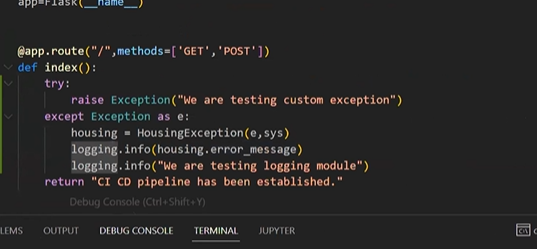 app=Flask(__name__)
@app.route("/",methods=['GET','POST'])
def index():
    try:
        raise Exception("We are testing custom exception")
    except Exception as e:
        housing = HousingException(e,sys)
        logging.info(housing.error_message)
        logging.info("We are testing logging module")
    return "CI CD pipeline has been established."
Debug Console (Ctrl+Shift+Y)
LEMS OUTPUT DEBUG CONSOLE TERMINAL JUPYTER